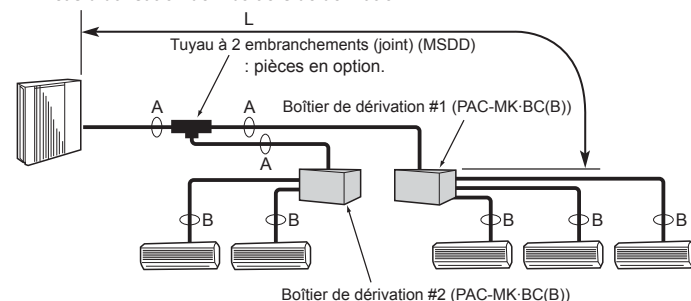 L
Tuyau à 2 embranchements (joint) (MSDD)
: pièces en option.
A
A
Boîtier de dérivation #1 (PAC-MK·BC(B))
A
B
B
B
B
B
Boîtier de dérivation #2 (PAC-MK·BC(B))